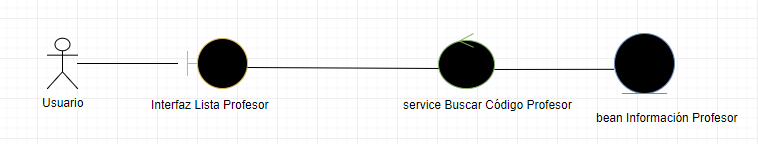 Usuario
Interfaz Lista Profesor
service Buscar Código Profesor
bean Información Profesor